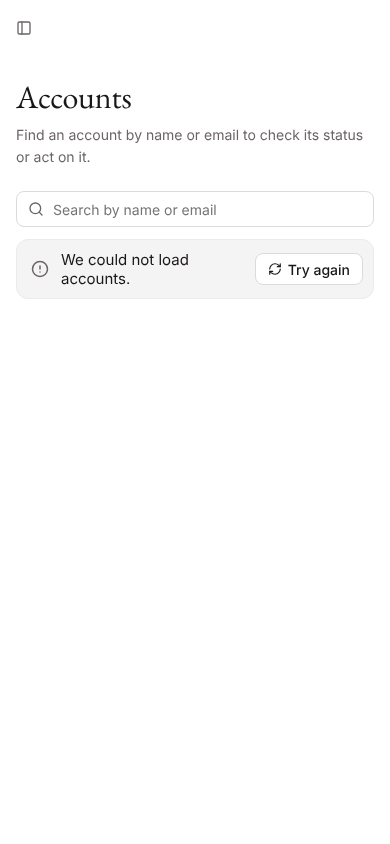 Accounts
Find an account by name or email to check its status
or act on it.
Search by name or email
We could not load
accounts.
Try again